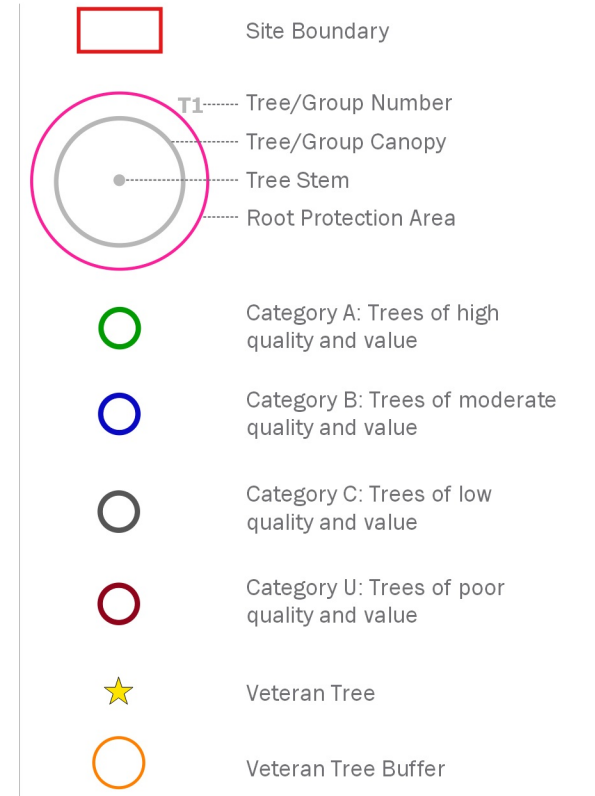 Site Boundary
T1
Tree/Group Number
Tree/Group Canopy
Tree Stem
Root Protection Area
Category A: Trees of high
quality and value
Category B: Trees of moderate
quality and value
Category C: Trees of low
quality and value
Category U: Trees of poor
quality and value
Veteran Tree
Veteran Tree Buffer